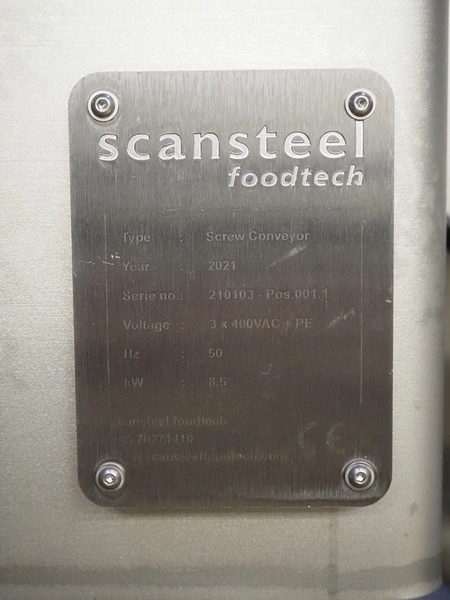 scansteel
foodtech
Type : Screw Conveyor
Year : 2021
Serie no : 210103 - Pos.001.1
Voltage : 3 x 400VAC + PE
Hz : 50
kW : 8,5
Scansteel foodtech
CE